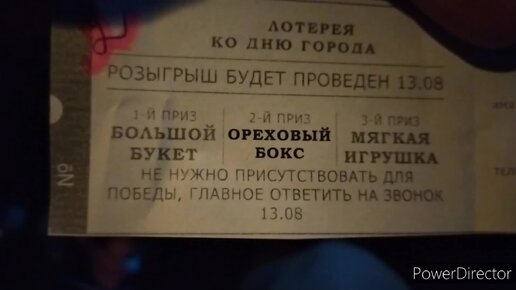 ЛОТЕРЕЯ
КО ДНЮ ГОРОДА
РОЗЫГРЫШ БУДЕТ ПРОВЕДЕН 13.08
1-Й ПРИЗ 2-Й ПРИЗ 3-Й ПРИЗ
БОЛЬШОЙ ОРЕХОВЫЙ МЯГКАЯ
БУКЕТ БОКС ИГРУШКА
НЕ НУЖНО ПРИСУТСТВОВАТЬ ДЛЯ
ПОБЕДЫ, ГЛАВНОЕ ОТВЕТИТЬ НА ЗВОНОК
13.08
№
PowerDirector